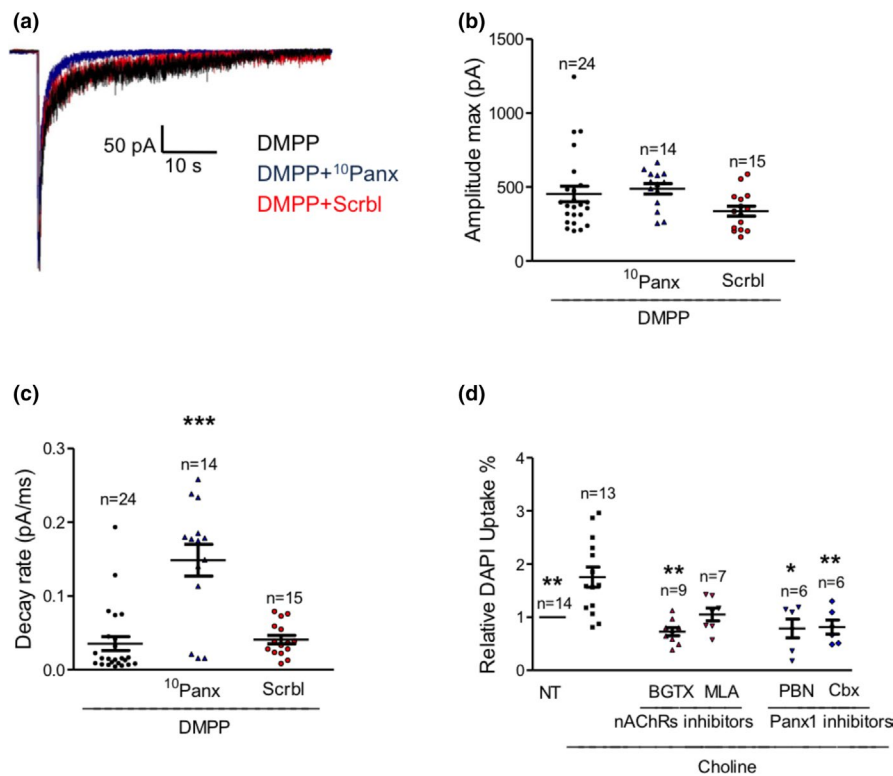 (a)
50 pA
10 s
DMPP
DMPP+¹⁰Panx
DMPP+Scrbl
(b)
Amplitude max (pA)
1500
1000
500
0
n=24
n=14
n=15
¹⁰Panx
Scrbl
DMPP
(c)
Decay rate (pA/ms)
0.3
0.2
0.1
0.0
n=24
***
n=14
n=15
¹⁰Panx
Scrbl
DMPP
(d)
Relative DAPI Uptake %
4
3
2
1
0
**
n=14
n=13
**
n=9
n=7
*
n=6
**
n=6
NT
BGTX
MLA
PBN
Cbx
nAChRs inhibitors
Panx1 inhibitors
Choline